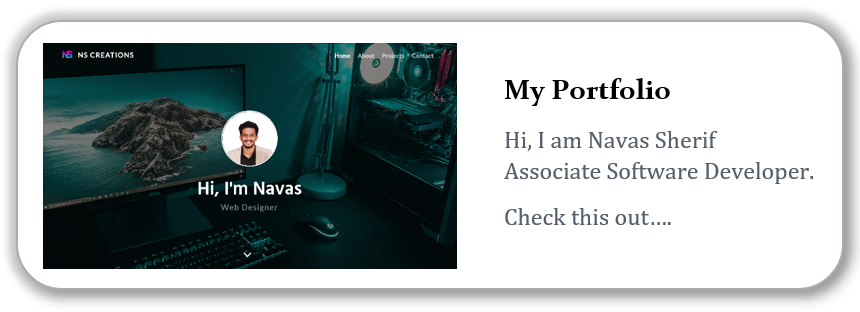 NS NS CREATIONS
Home About Projects Contact
Hi, I'm Navas
Web Designer
My Portfolio
Hi, I am Navas Sherif
Associate Software Developer.
Check this out....